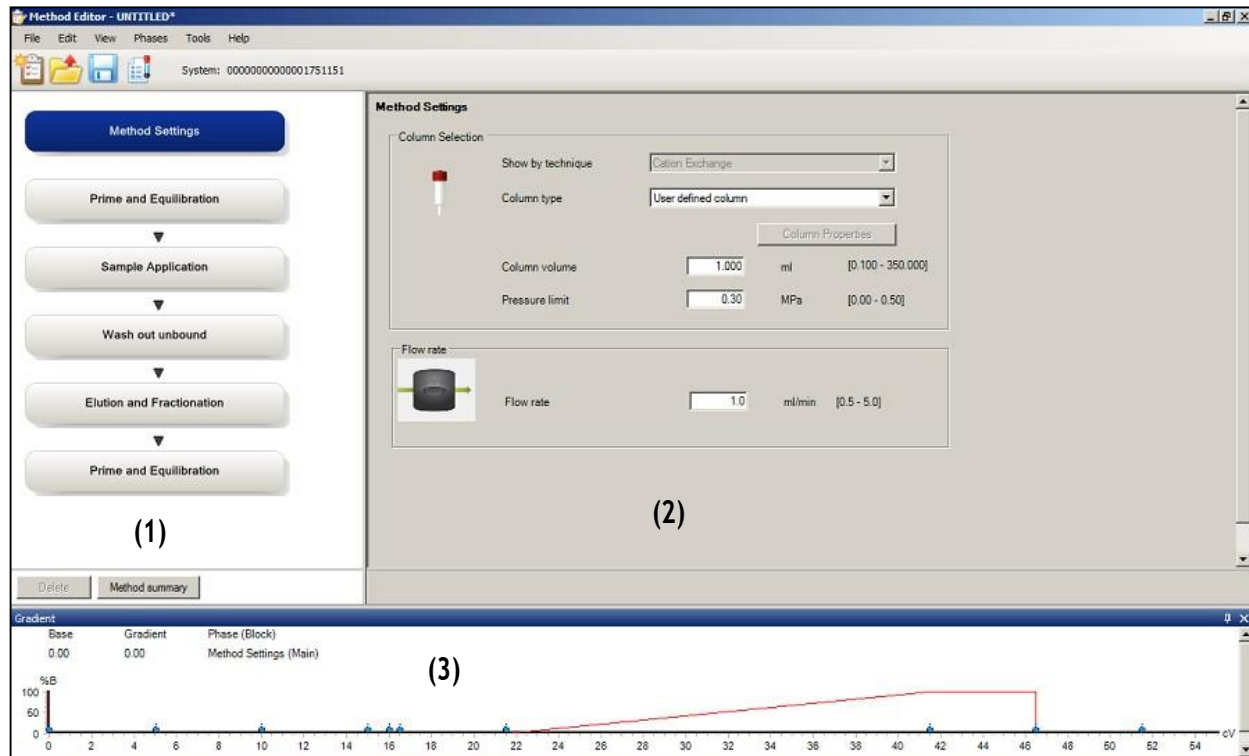 Method Editor - UNTITLED*
File Edit View Phases Tools Help
System: 00000000000001751151
Method Settings
Prime and Equilibration
Sample Application
Wash out unbound
Elution and Fractionation
Prime and Equilibration
(1)
Delete Method summary
Method Settings
Column Selection
Show by technique Cation Exchange
Column type User defined column
Column Properties
Column volume 1.000 ml [0.100 - 350.000]
Pressure limit 0.30 MPa [0.00 - 0.50]
Flow rate
Flow rate 1.0 ml/min [0.5 - 5.0]
(2)
Gradient
Base Gradient Phase (Block)
0.00 0.00 Method Settings (Main)
(3)
%B
100
50
0
0 2 4 6 8 10 12 14 16 18 20 22 24 26 28 30 32 34 36 38 40 42 44 46 48 50 52 54 CV